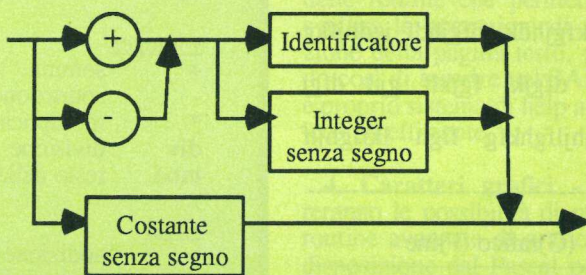 +
Identificatore
-
Integer
senza segno
Costante
senza segno